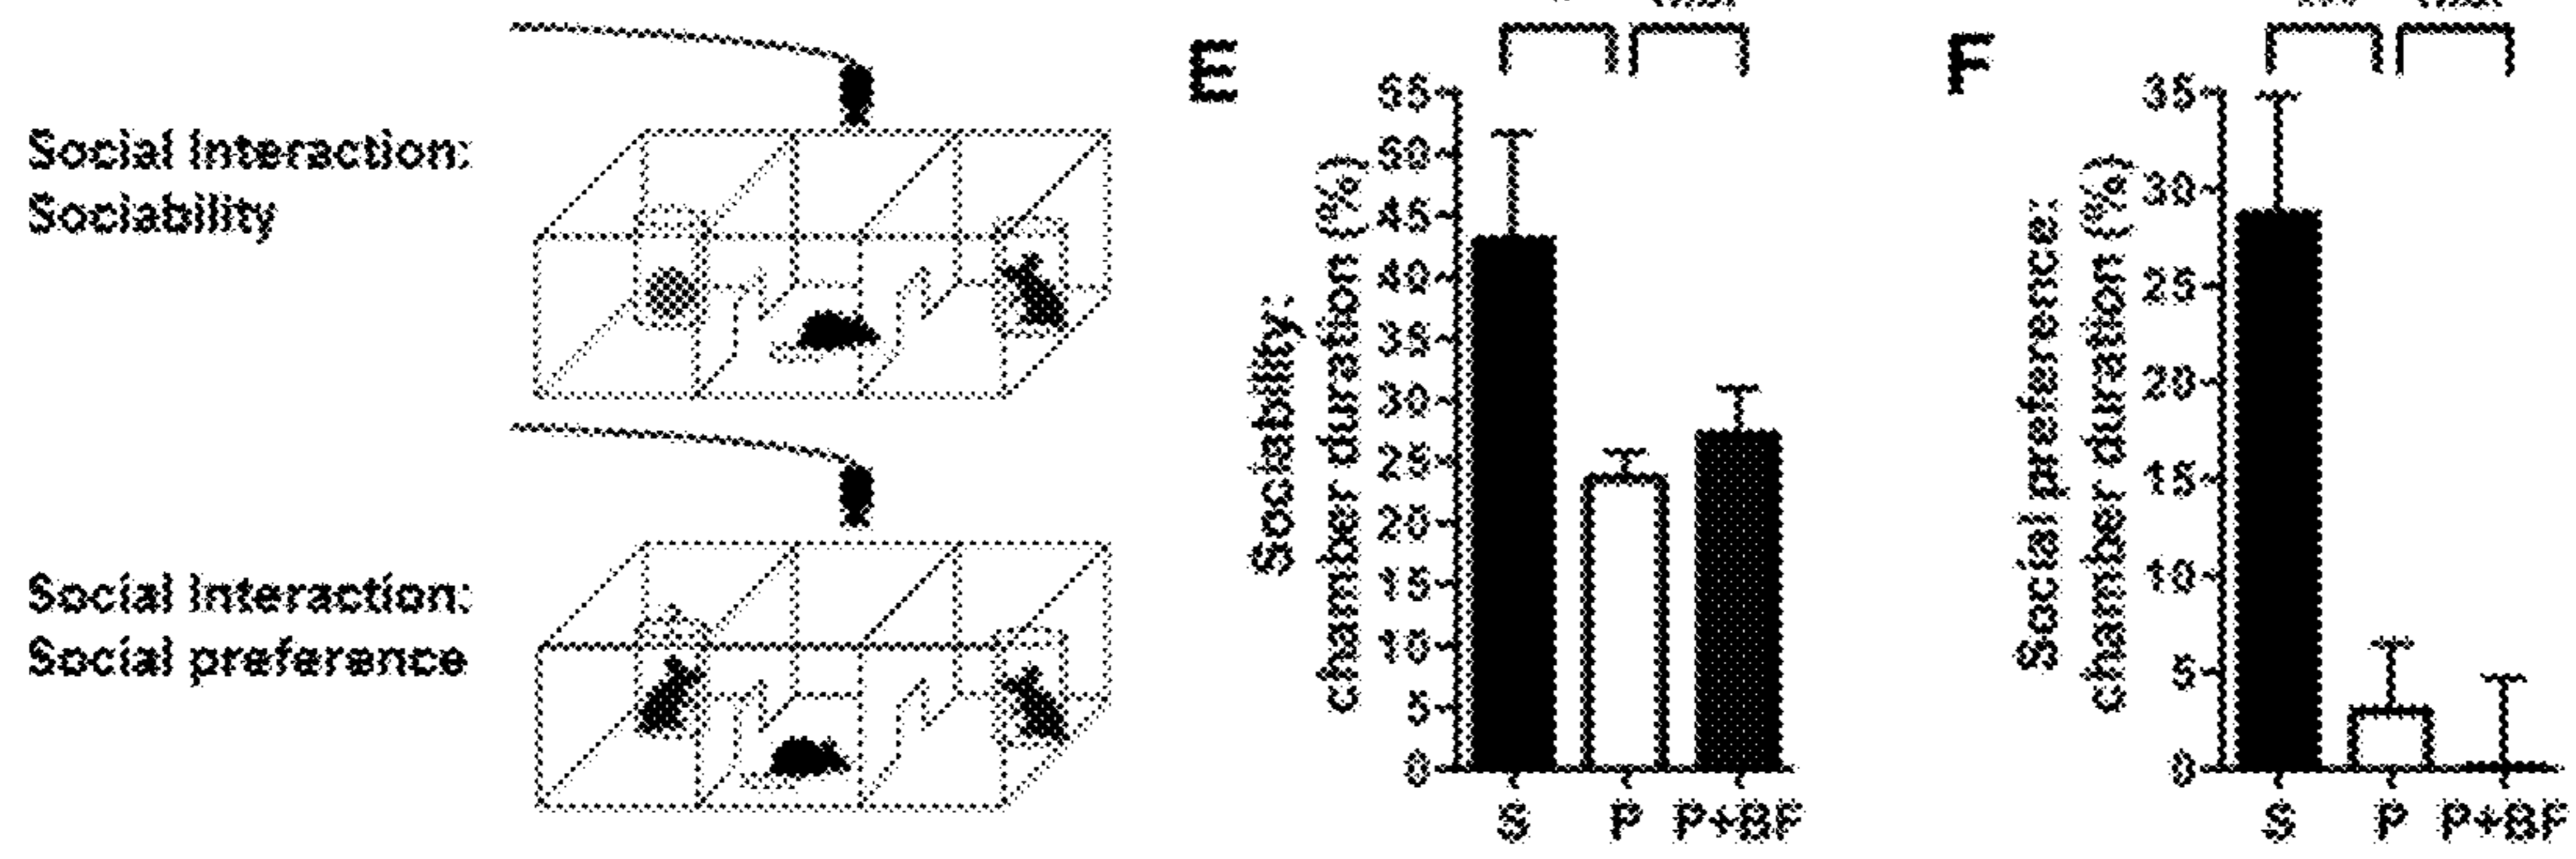 Social Interaction:
Sociability
Social Interaction:
Social preference
E
Sociability:
chamber duration (%)
55
50
45
40
35
30
25
20
15
10
5
0
S P P+BF
F
Social preference:
chamber duration (%)
35
30
25
20
15
10
5
0
S P P+BF